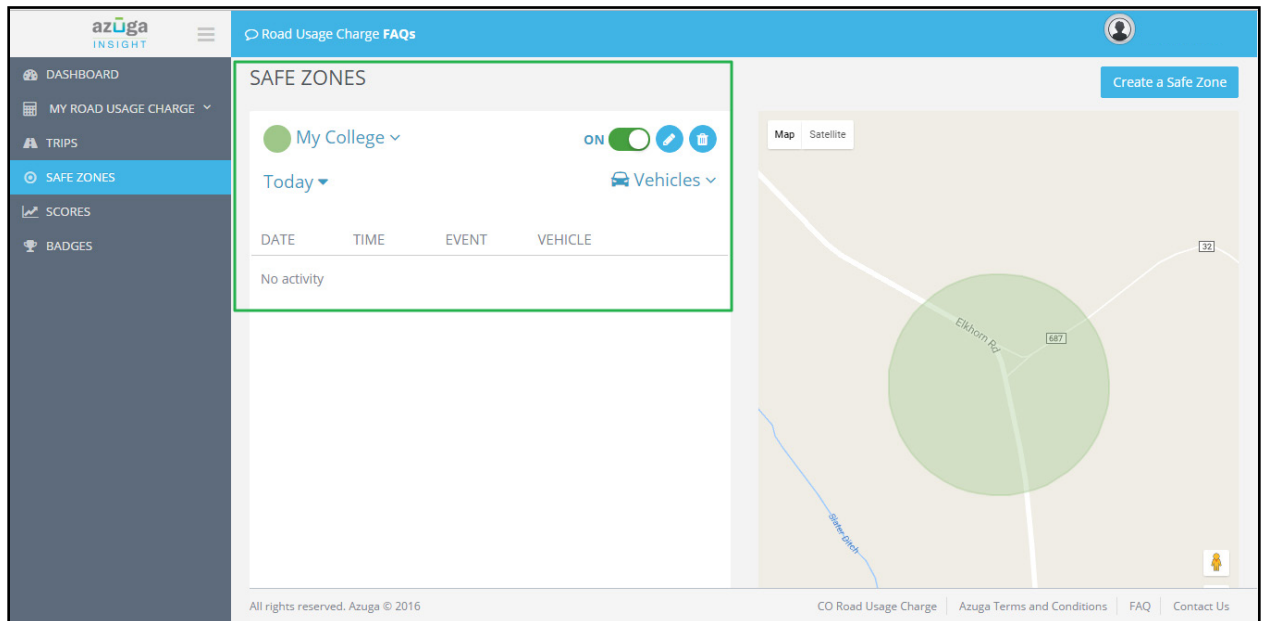 azūga
INSIGHT
Road Usage Charge FAQs
DASHBOARD
MY ROAD USAGE CHARGE
TRIPS
SAFE ZONES
SCORES
BADGES
SAFE ZONES
Create a Safe Zone
My College
ON
Today
Vehicles
DATE TIME EVENT VEHICLE
No activity
Map Satellite
32
Elkhorn Rd
687
Slater Ditch
All rights reserved. Azuga © 2016
CO Road Usage Charge Azuga Terms and Conditions FAQ Contact Us